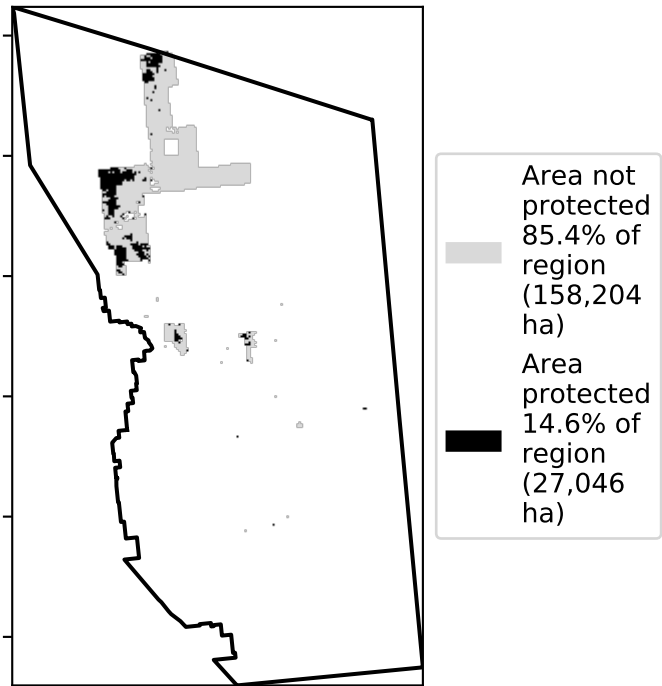 Area not
protected
85.4% of
region
(158,204
ha)
Area
protected
14.6% of
region
(27,046
ha)